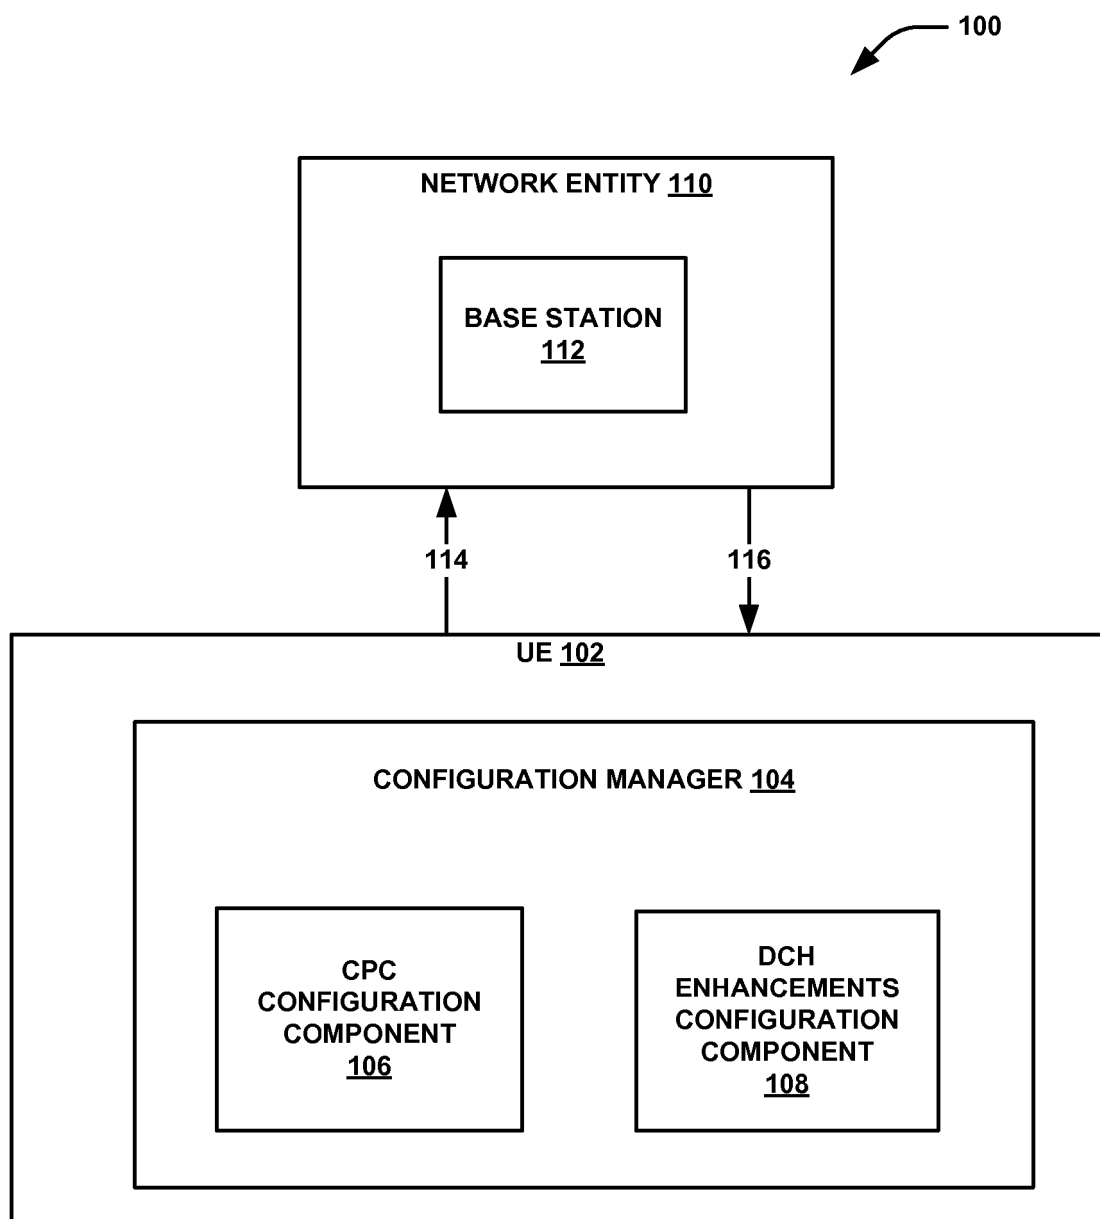 100
NETWORK ENTITY 110
BASE STATION
112
114
116
UE 102
CONFIGURATION MANAGER 104
CPC
CONFIGURATION
COMPONENT
106
DCH
ENHANCEMENTS
CONFIGURATION
COMPONENT
108